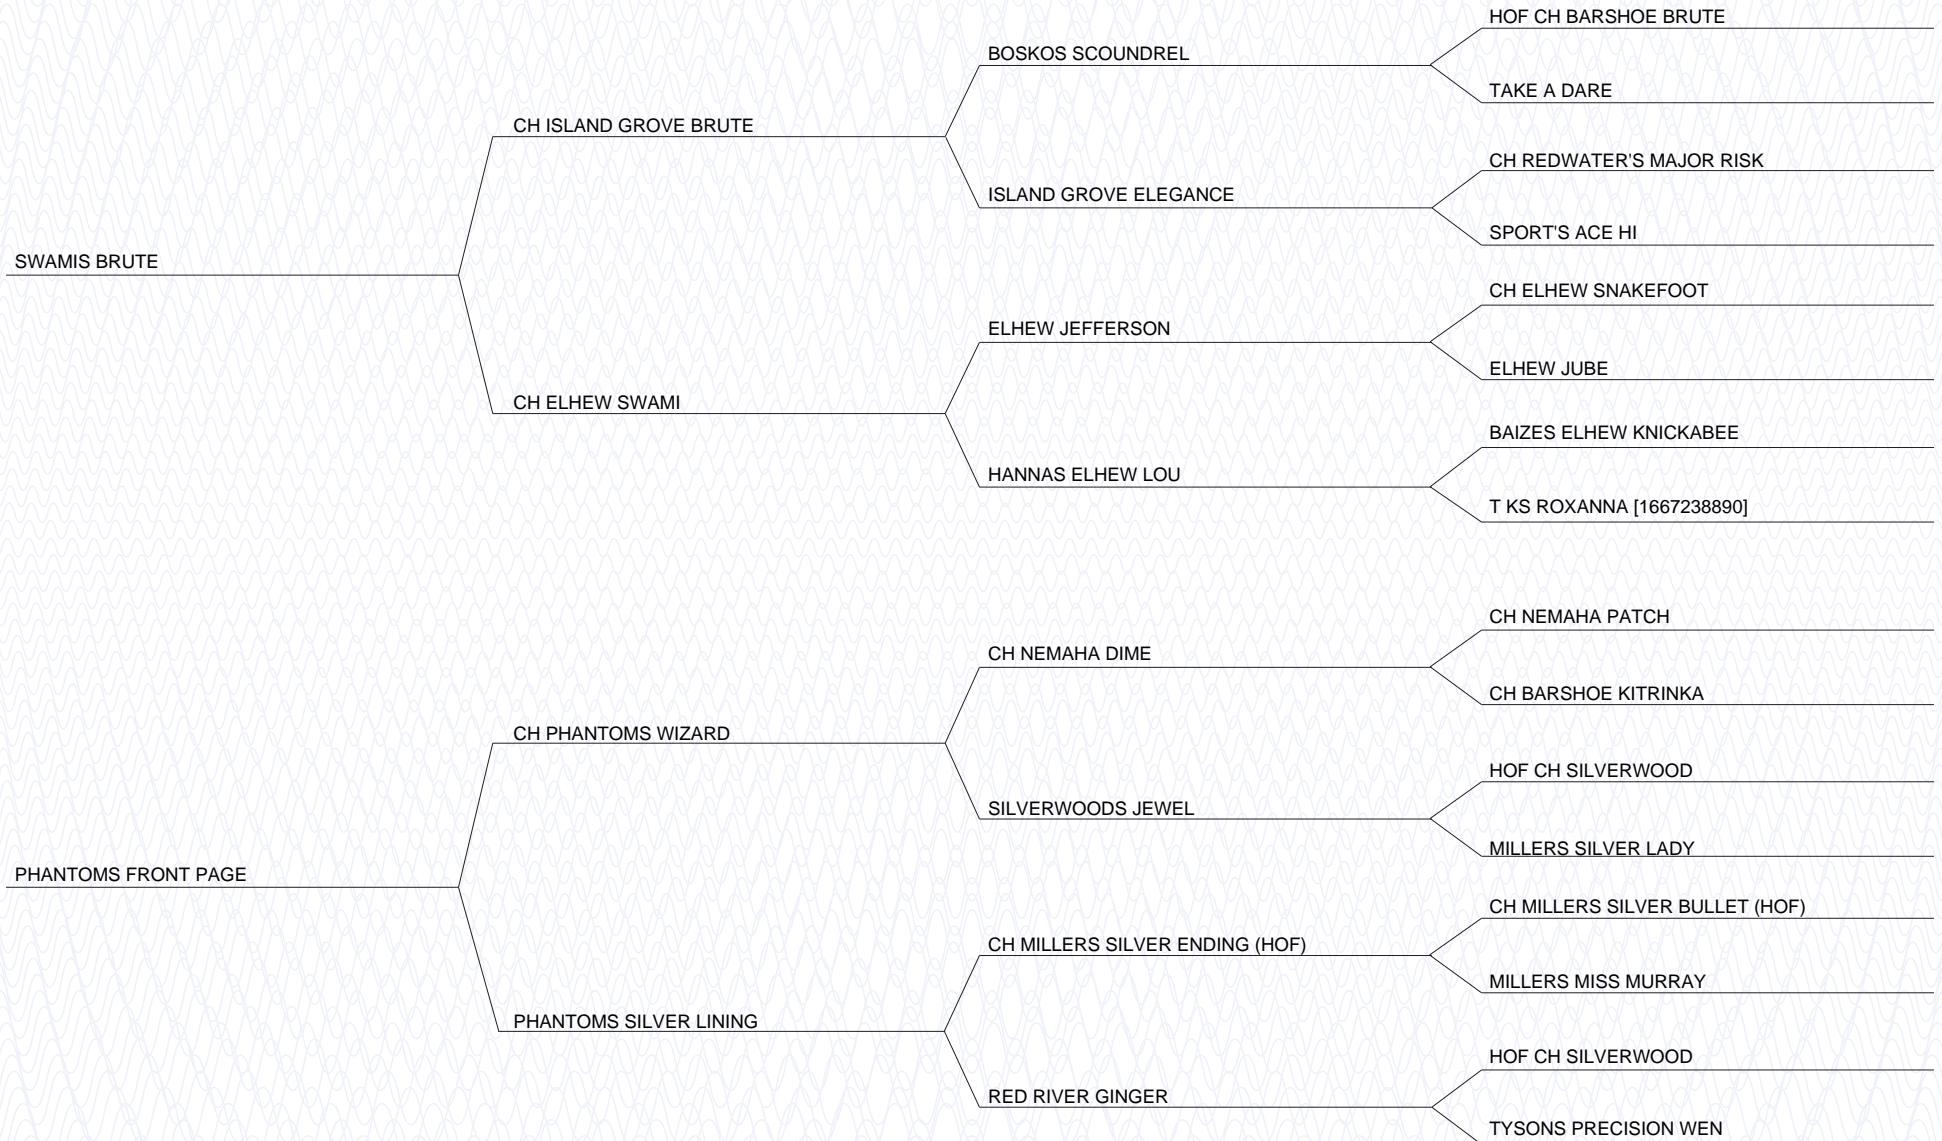 HOF CH BARSHOE BRUTE
BOSKOS SCOUNDREL
TAKE A DARE
CH ISLAND GROVE BRUTE
CH REDWATER'S MAJOR RISK
ISLAND GROVE ELEGANCE
SPORT'S ACE HI
SWAMIS BRUTE
CH ELHEW SNAKEFOOT
ELHEW JEFFERSON
ELHEW JUBE
CH ELHEW SWAMI
BAIZES ELHEW KNICKABEE
HANNAS ELHEW LOU
T KS ROXANNA [1667238890]
CH NEMAHA PATCH
CH NEMAHA DIME
CH BARSHOE KITRINKA
CH PHANTOMS WIZARD
HOF CH SILVERWOOD
SILVERWOODS JEWEL
MILLERS SILVER LADY
PHANTOMS FRONT PAGE
CH MILLERS SILVER BULLET (HOF)
CH MILLERS SILVER ENDING (HOF)
MILLERS MISS MURRAY
PHANTOMS SILVER LINING
HOF CH SILVERWOOD
RED RIVER GINGER
TYSONS PRECISION WEN